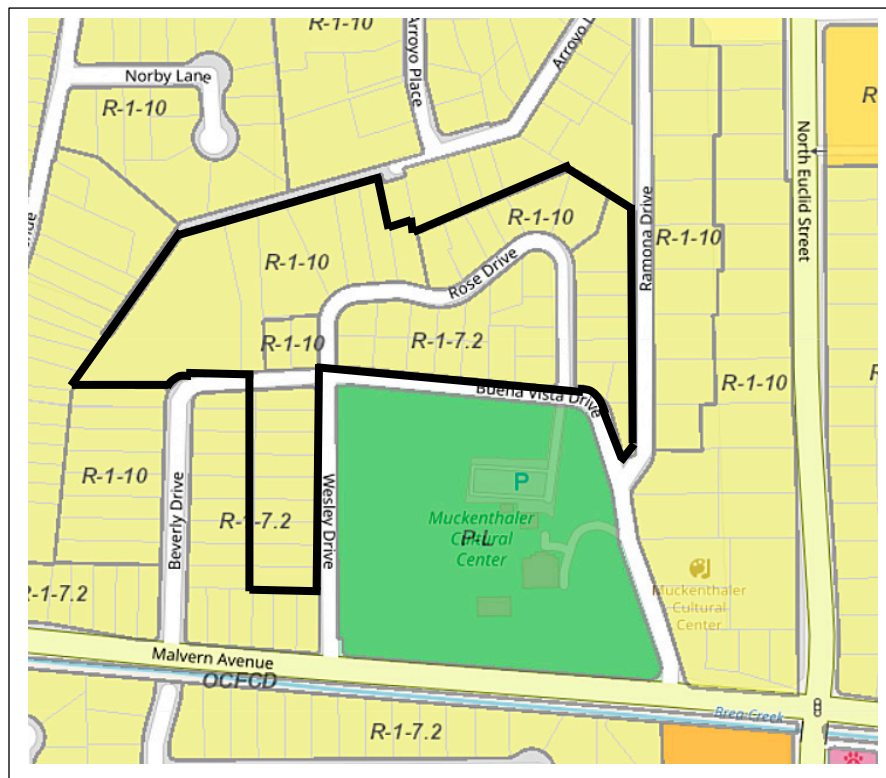 R-1-10
Norby Lane
Arroyo Place
R-1-10
R
North Euclid Street
R-1-10
Ramona Drive
R-1-10
R-1-10
Rose Drive
R-1-10
R-1-7.2
R-1-10
Buena Vista Drive
R-1-10
Beverly Drive
Wesley Drive
P
R-1-7.2
Muckenthaler
Cultural
Center
P-L
Muckenthaler
Cultural
Center
-1-7.2
Malvern Avenue
OCFCD
Brea Creek
R-1-7.2